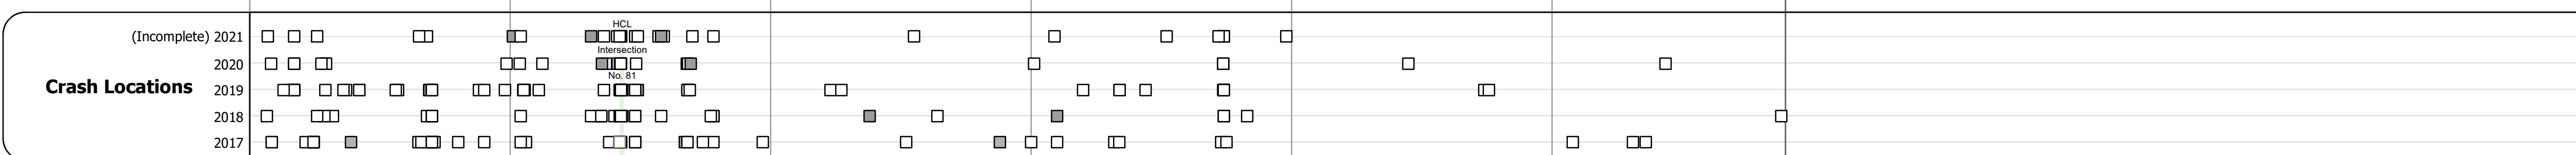 HCL
(Incomplete) 2021
Intersection
2020
No. 81
Crash Locations
2019
2018
2017